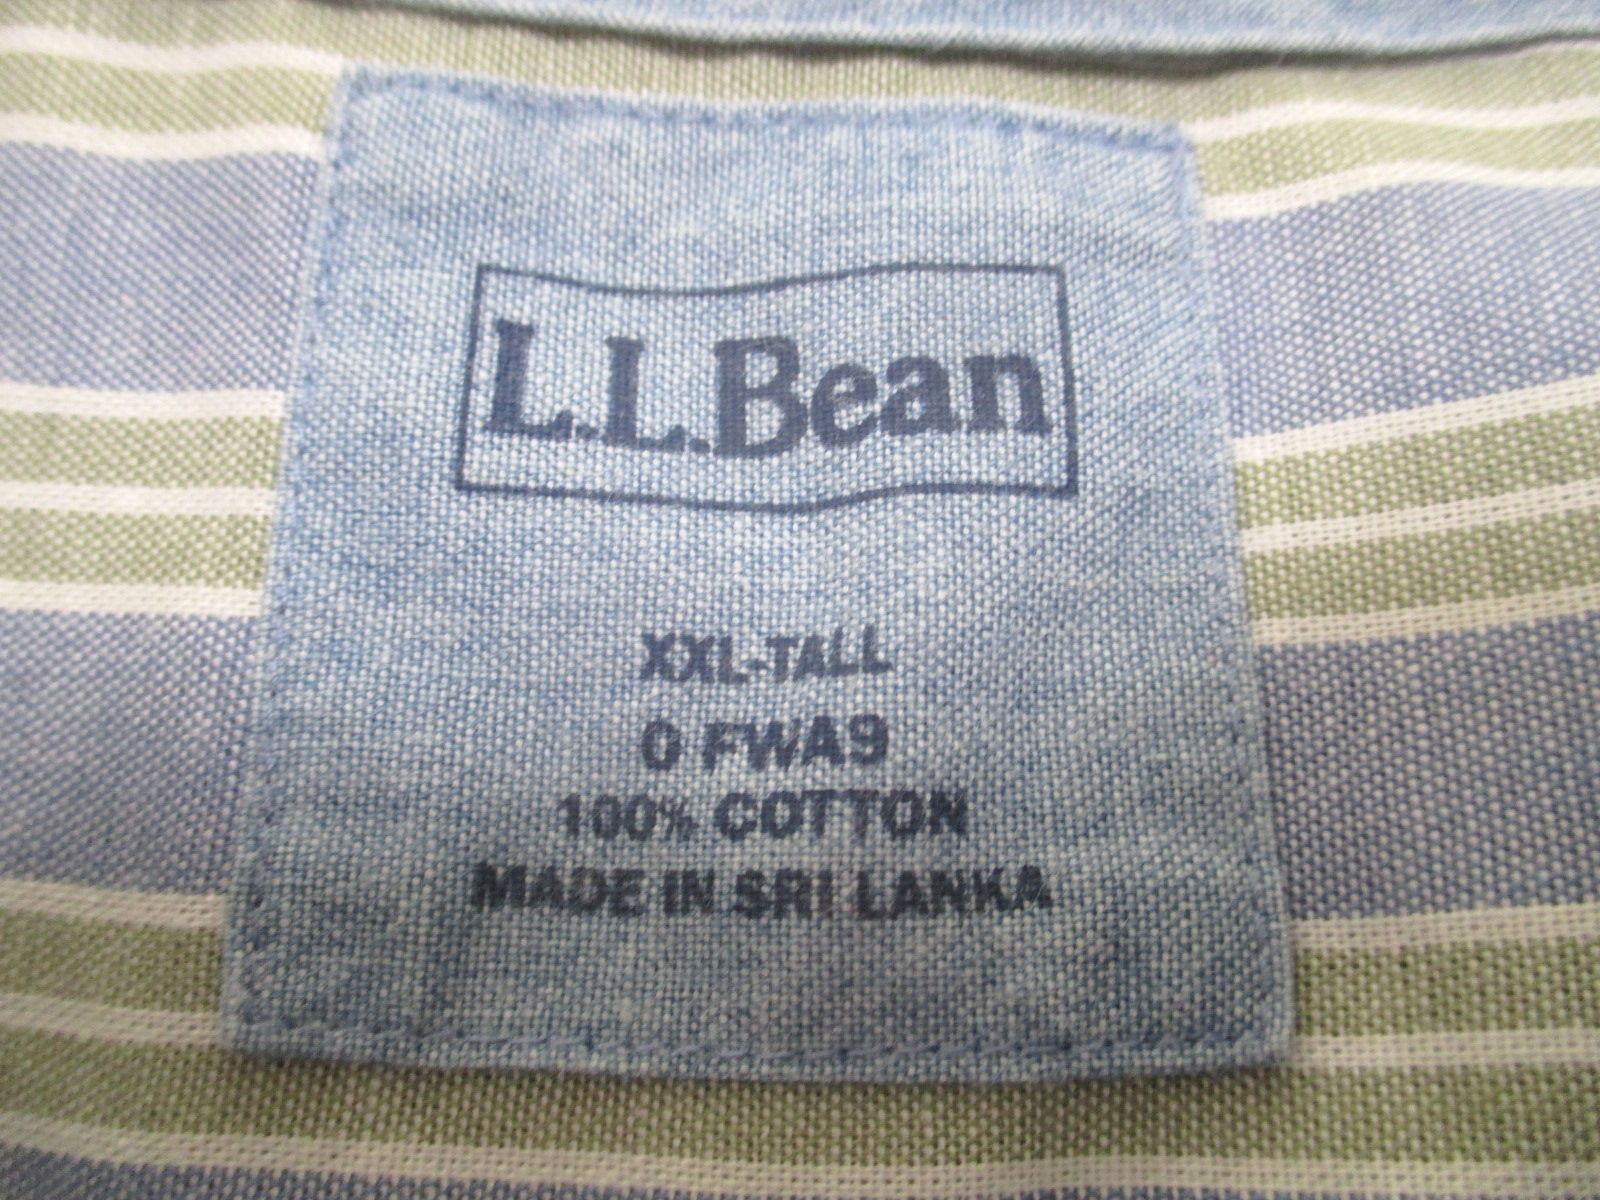 L.L.Bean
XXL-TALL
0 FWA9
100% COTTON
MADE IN SRI LANKA